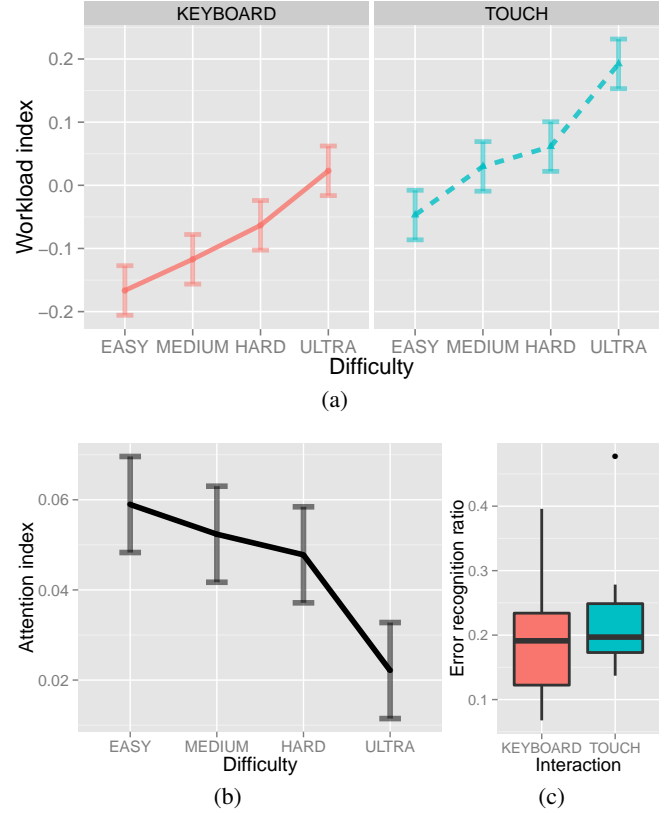 KEYBOARD TOUCH
Workload index
0.2
0.1
0.0
−0.1
−0.2
EASY MEDIUM HARD ULTRA EASY MEDIUM HARD ULTRA
Difficulty
(a)
Attention index
0.06
0.04
0.02
EASY MEDIUM HARD ULTRA
Difficulty
(b)
Error recognition ratio
0.4
0.3
0.2
0.1
KEYBOARD TOUCH
Interaction
(c)